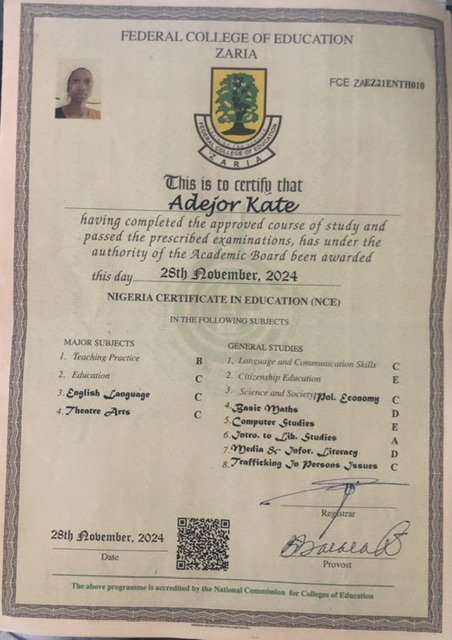 FEDERAL COLLEGE OF EDUCATION
ZARIA
FCE ZAEZ21ENTH010
FEDERAL COLLEGE OF EDUCATION
ZARIA
This is to certify that
Adejor Kate
having completed the approved course of study and
passed the prescribed examinations, has under the
authority of the Academic Board been awarded
this day 28th November, 2024
NIGERIA CERTIFICATE IN EDUCATION (NCE)
IN THE FOLLOWING SUBJECTS
MAJOR SUBJECTS
1. Teaching Practice B
2. Education C
3. English Language C
4. Theatre Arts C
GENERAL STUDIES
1. Language and Communication Skills C
2. Citizenship Education E
3. Science and Society/Pol. Economy C
4. Basic Maths D
5. Computer Studies E
6. Intro. to Lib. Studies A
7. Media & Infor. Literacy D
8. Trafficking In Persons Issues C
Registrar
28th November, 2024
Date
Provost
The above programme is accredited by the National Commission for Colleges of Education